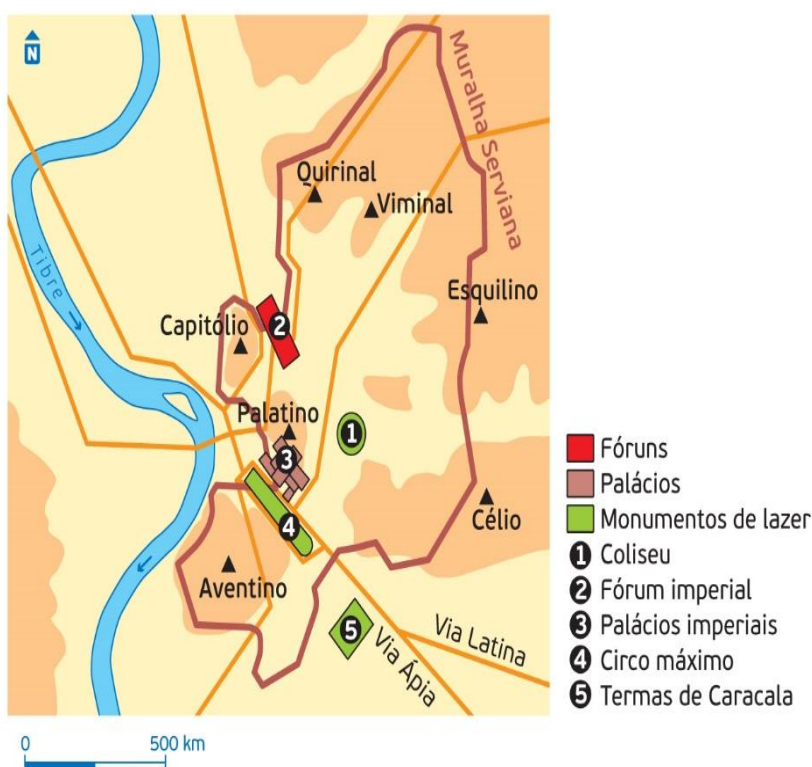 N
Muralha Serviana
Quirinal
Viminal
Tibre
Esquilino
Capitólio
2
Palatino
1
3
Célio
4
Aventino
5
Via Ápia
Via Latina
Fóruns
Palácios
Monumentos de lazer
1 Coliseu
2 Fórum imperial
3 Palácios imperiais
4 Circo máximo
5 Termas de Caracala
0 500 km